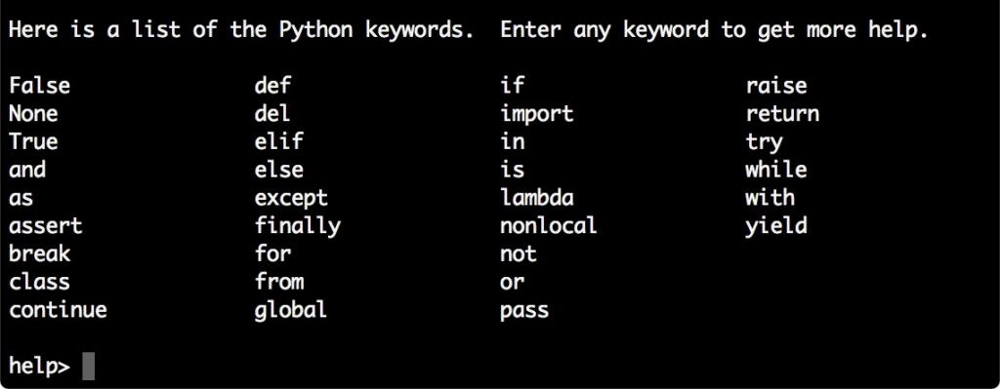 Here is a list of the Python keywords.  Enter any keyword to get more help.
False               def                 if                  raise
None                del                 import              return
True                elif                in                  try
and                 else                is                  while
as                  except              lambda              with
assert              finally             nonlocal            yield
break               for                 not
class               from                or
continue            global              pass
help>